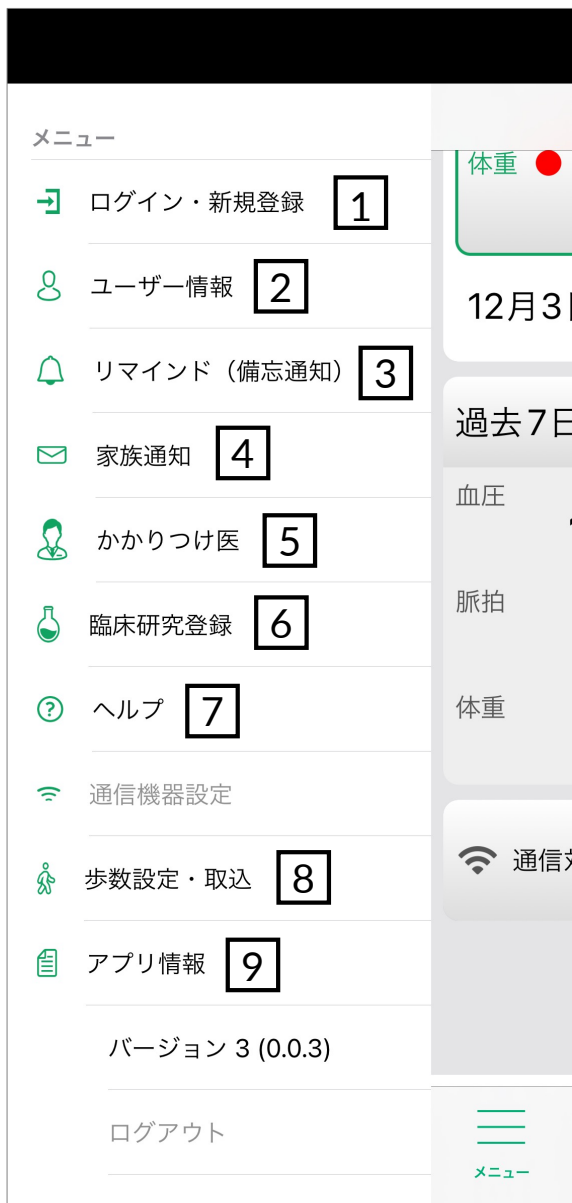 メニュー
ログイン・新規登録 1
ユーザー情報 2
リマインド（備忘通知） 3
家族通知 4
かかりつけ医 5
臨床研究登録 6
ヘルプ 7
通信機器設定
歩数設定・取込 8
アプリ情報 9
バージョン 3 (0.0.3)
ログアウト
体重
12月3
過去7日
血圧
脈拍
体重
通信
メニュー